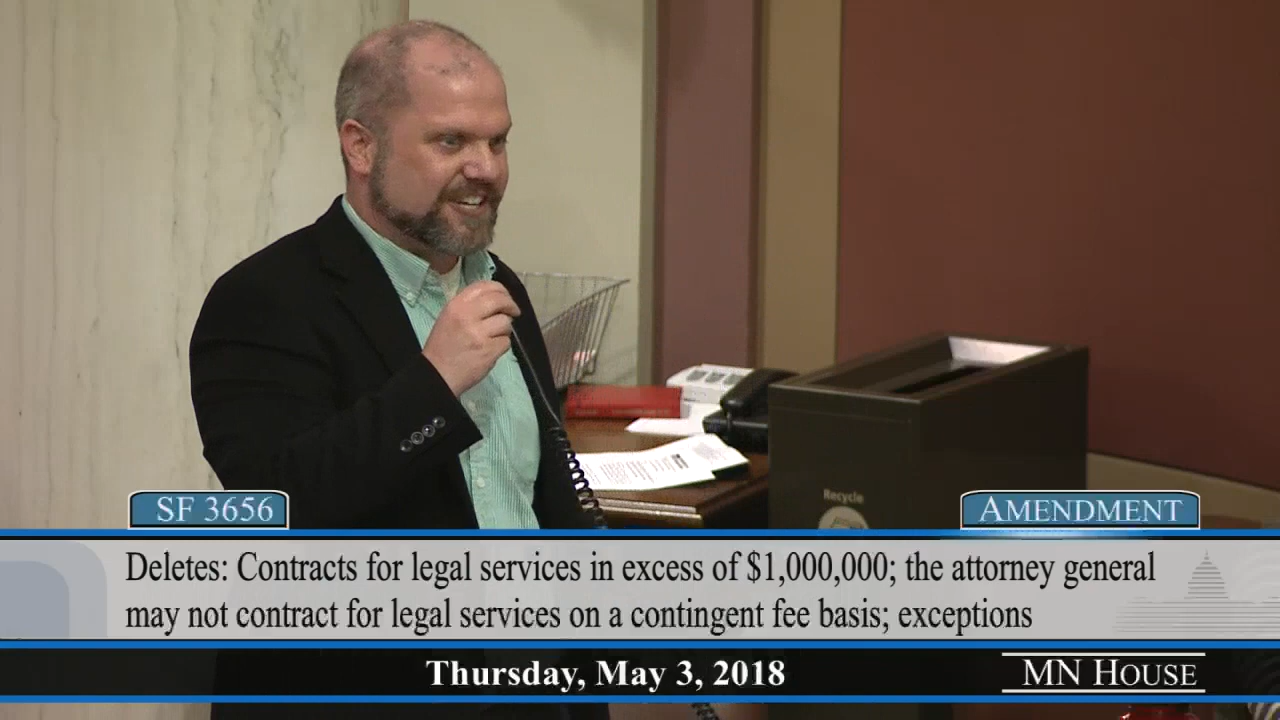 Recycle
SF 3656
AMENDMENT
Deletes: Contracts for legal services in excess of $1,000,000; the attorney general
may not contract for legal services on a contingent fee basis; exceptions
Thursday, May 3, 2018
MN HOUSE